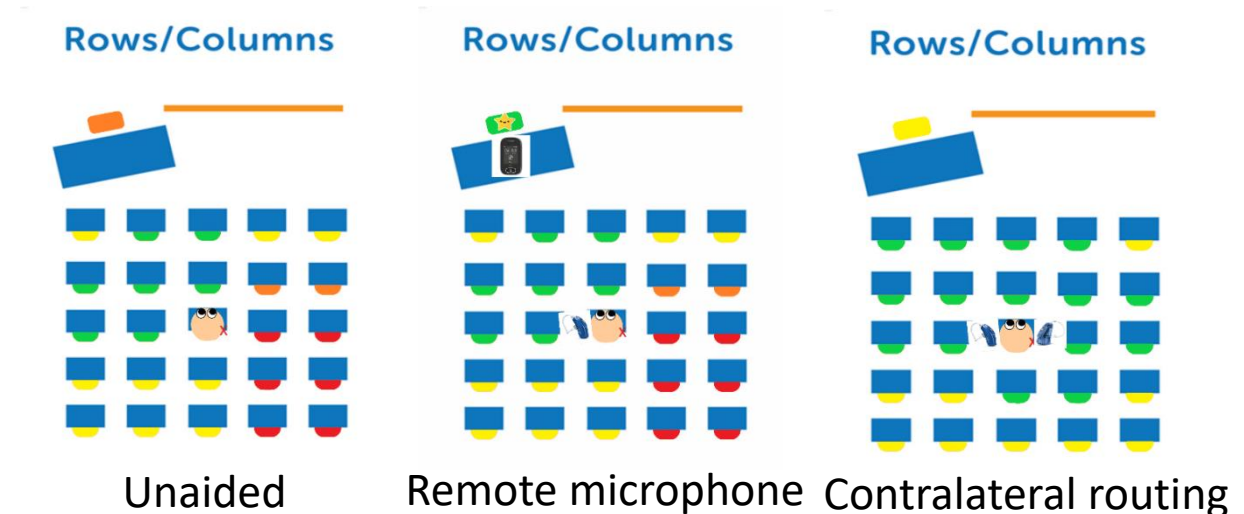 Rows/Columns
Rows/Columns
Rows/Columns
Unaided
Remote microphone
Contralateral routing